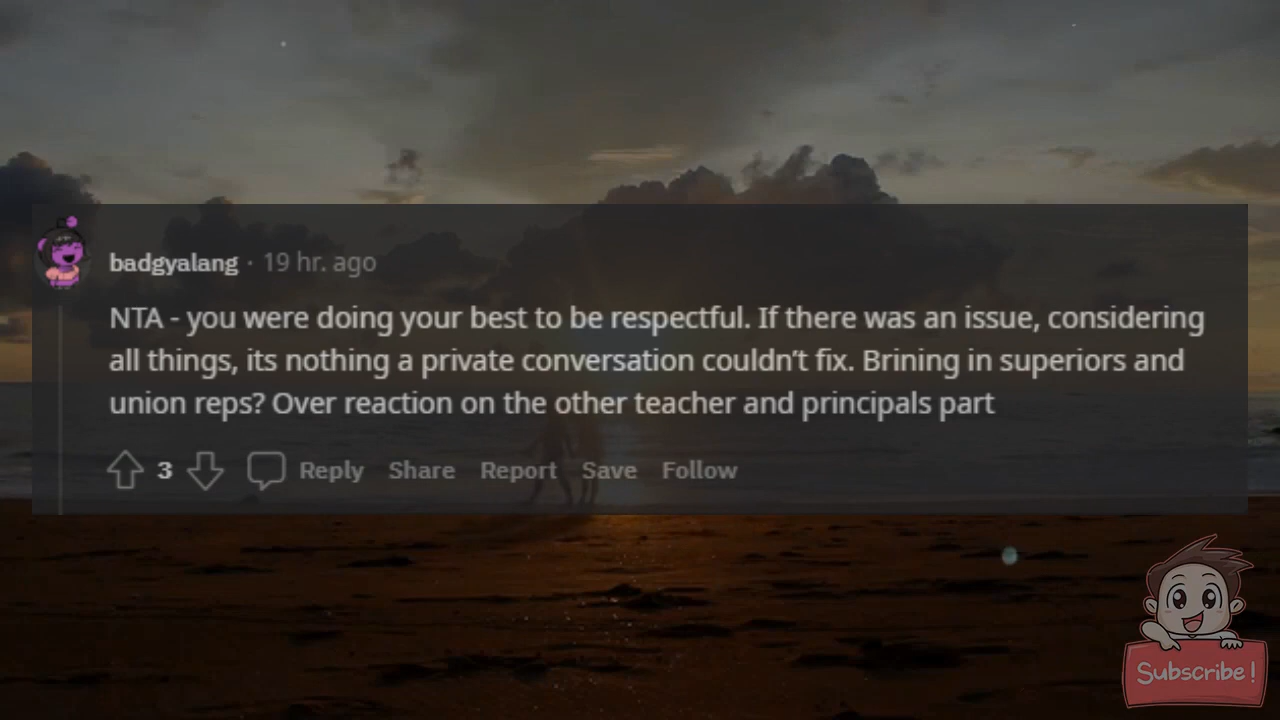 badgyalang · 19 hr. ago
NTA - you were doing your best to be respectful. If there was an issue, considering
all things, its nothing a private conversation couldn't fix. Brining in superiors and
union reps? Over reaction on the other teacher and principals part
3 Reply Share Report Save Follow
Subscribe!